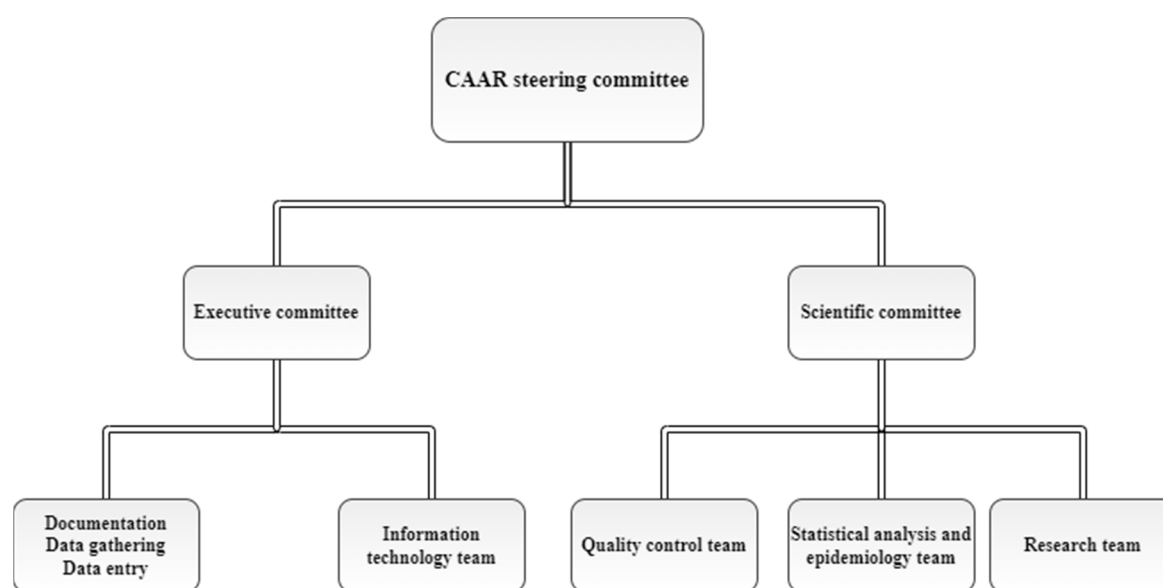 CAAR steering committee
Executive committee
Scientific committee
Documentation
Data gathering
Data entry
Information
technology team
Quality control team
Statistical analysis and
epidemiology team
Research team